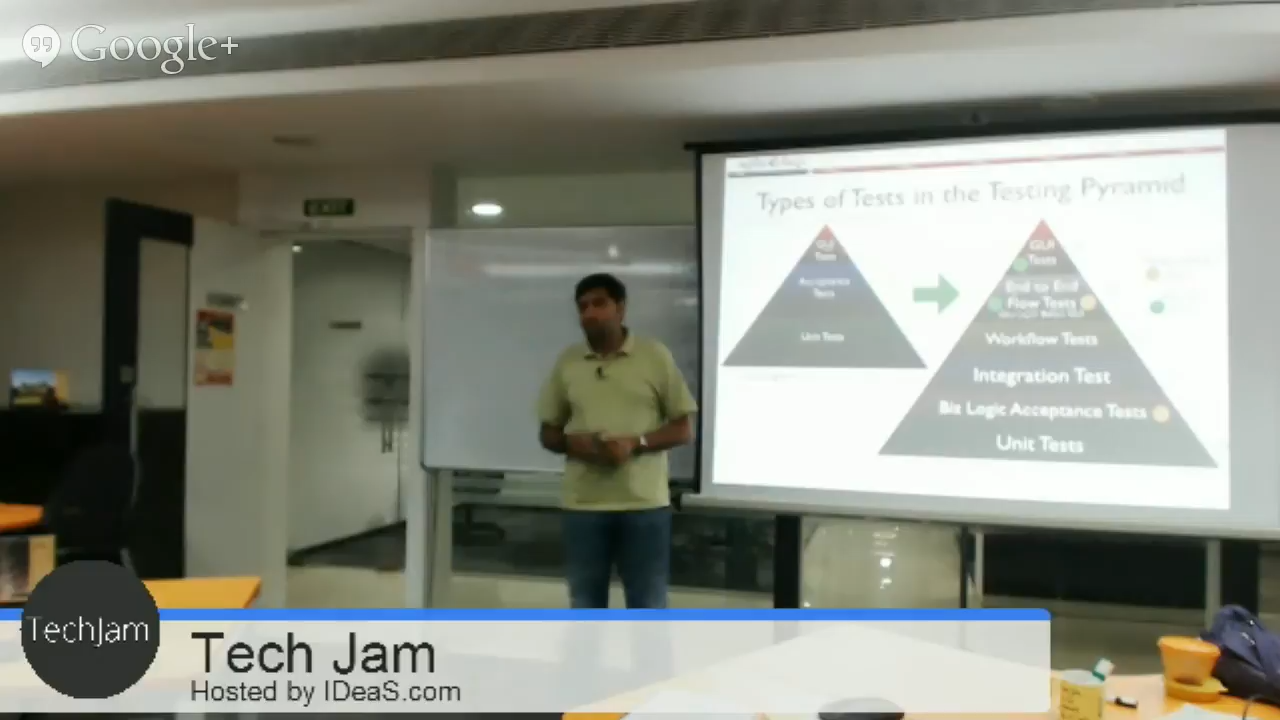 Google+
EXIT
Types of Tests in the Testing Pyramid
Acceptance
Tests
Unit Tests
GUI
Tests
End to End
Flow Tests
Workflow Tests
Integration Test
Biz Logic Acceptance Tests
Unit Tests
TechJam
Tech Jam
Hosted by IDeaS.com